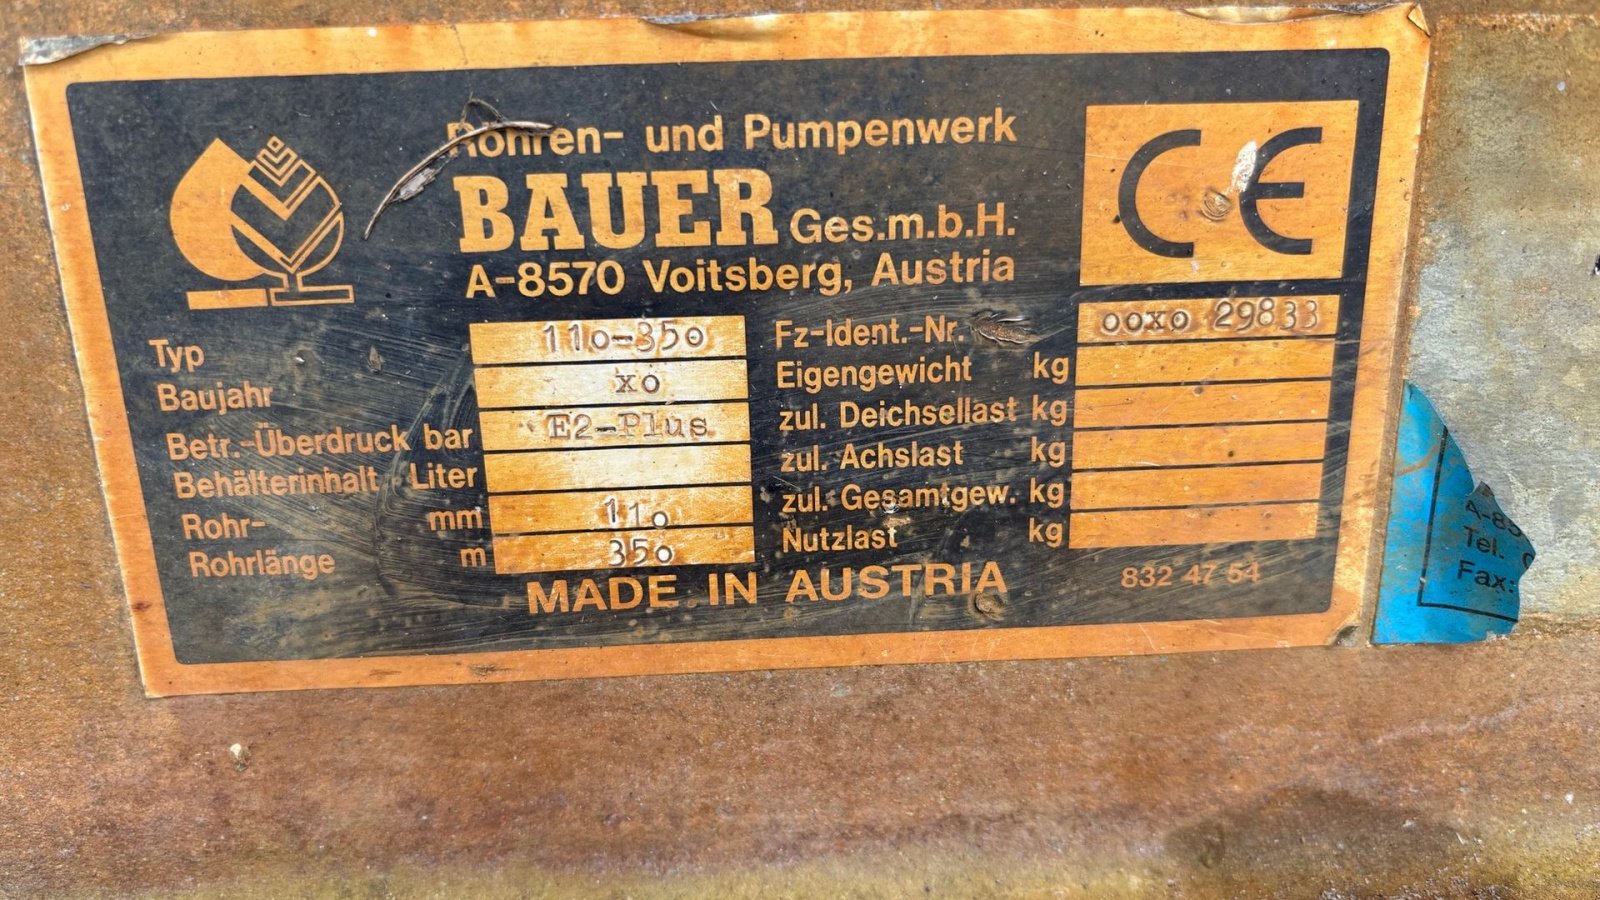 Rohren- und Pumpenwerk
BAUER Ges.m.b.H.
A-8570 Voitsberg, Austria
CE
Typ 110-350
Baujahr xo
Betr.-Überdruck bar E2-Plus
Behälterinhalt Liter
Rohr- mm 110
Rohrlänge m 350
Fz-Ident.-Nr. ooxo 29833
Eigengewicht kg
zul. Deichsellast kg
zul. Achslast kg
zul. Gesamtgew. kg
Nutzlast kg
MADE IN AUSTRIA
832 47 54
A-85
Tel.
Fax: